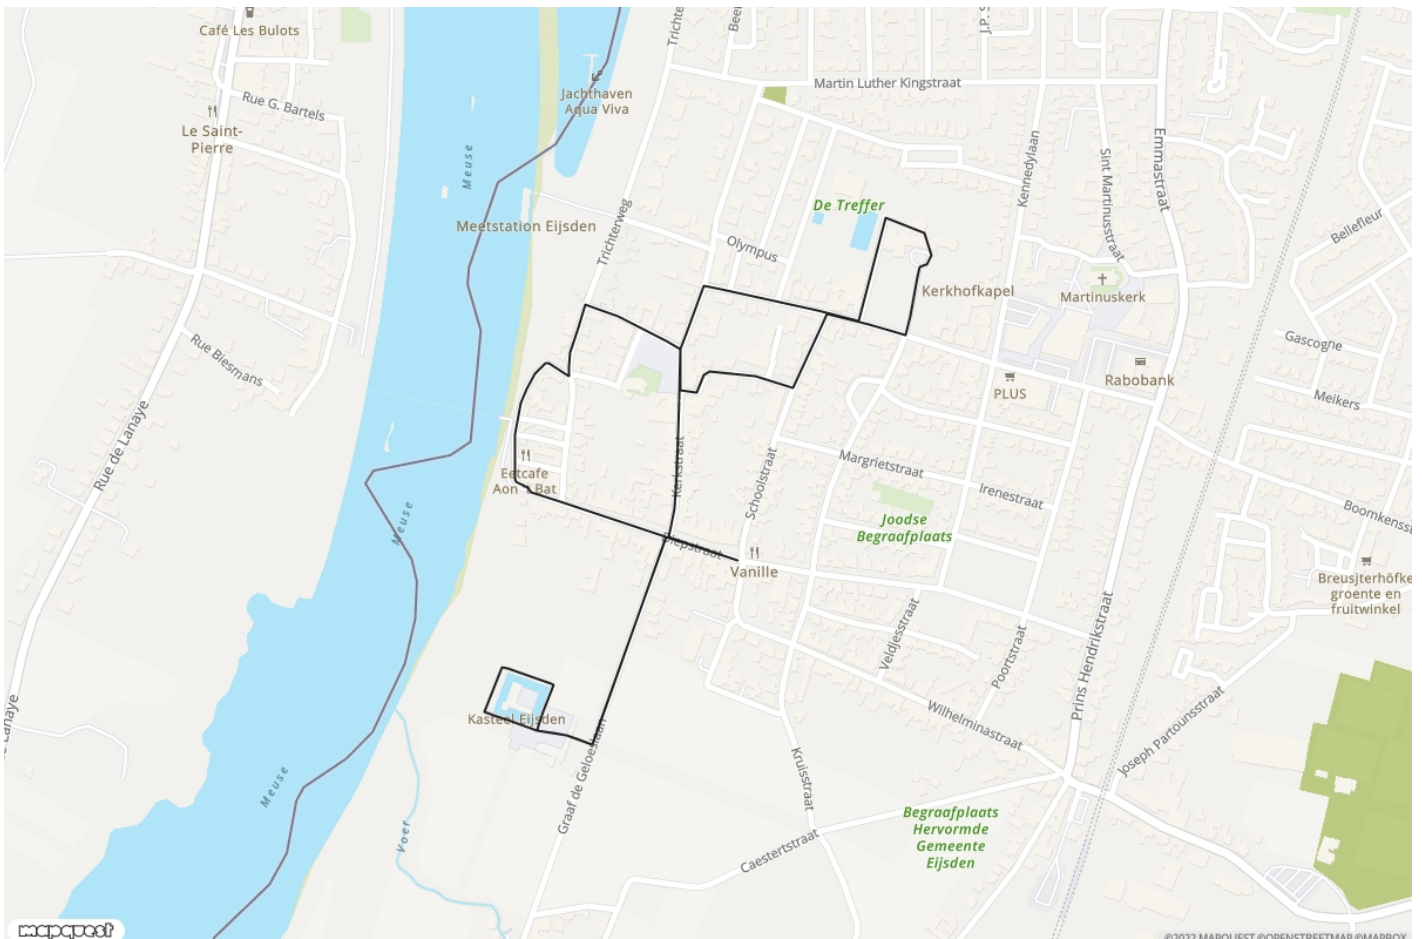 Café Les Bulots
Rue G. Bartels
Le Saint-
Pierre
Meuse
Jachthaven
Aqua Viva
Martin Luther Kingstraat
Kennedylaan
Sint Martinusstraat
Emmastraat
De Treffer
Meetstation Eijsden
Trichterweg
Olympus
Bellefleur
Kerkhofkapel
Martinuskerk
Rue Biesmans
Gascogne
Rabobank
PLUS
Meikers
Rue de Lanaye
Kerkstraat
Schoolstraat
Margrietstraat
Irenestraat
Eetcafe
Aon 't Bat
Meuse
Joodse
Begraafplaats
Diepstraat
Vanille
Breusjterhöfke
groente en
fruitwinkel
Veldjesstraat
Poortstraat
Prins Hendrikstraat
Kasteel Eijsden
Wilhelminastraat
Joseph Partounsstraat
Graaf de Geloeslaan
Kruisstraat
Meuse
Voer
Caestertstraat
Begraafplaats
Hervormde
Gemeente
Eijsden
mapquest
©2022 MAPQUEST ©OPENSTREETMAP ©MAPBOX